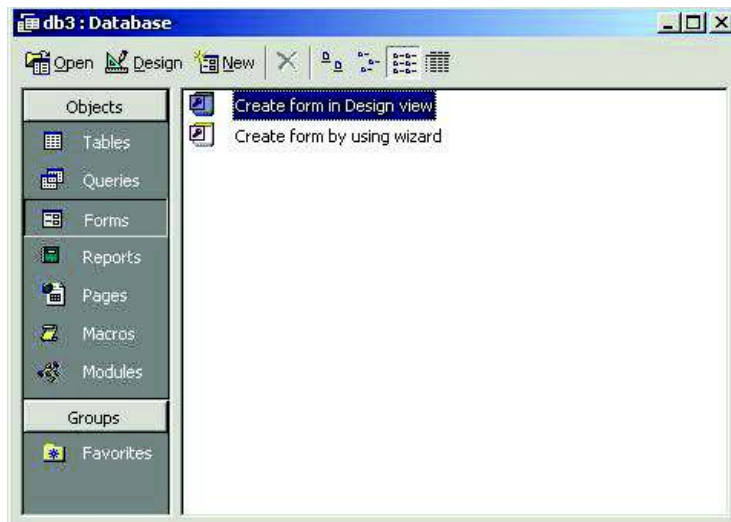 db3 : Database
Open Design New
Objects
Tables
Queries
Forms
Reports
Pages
Macros
Modules
Groups
Favorites
Create form in Design view
Create form by using wizard